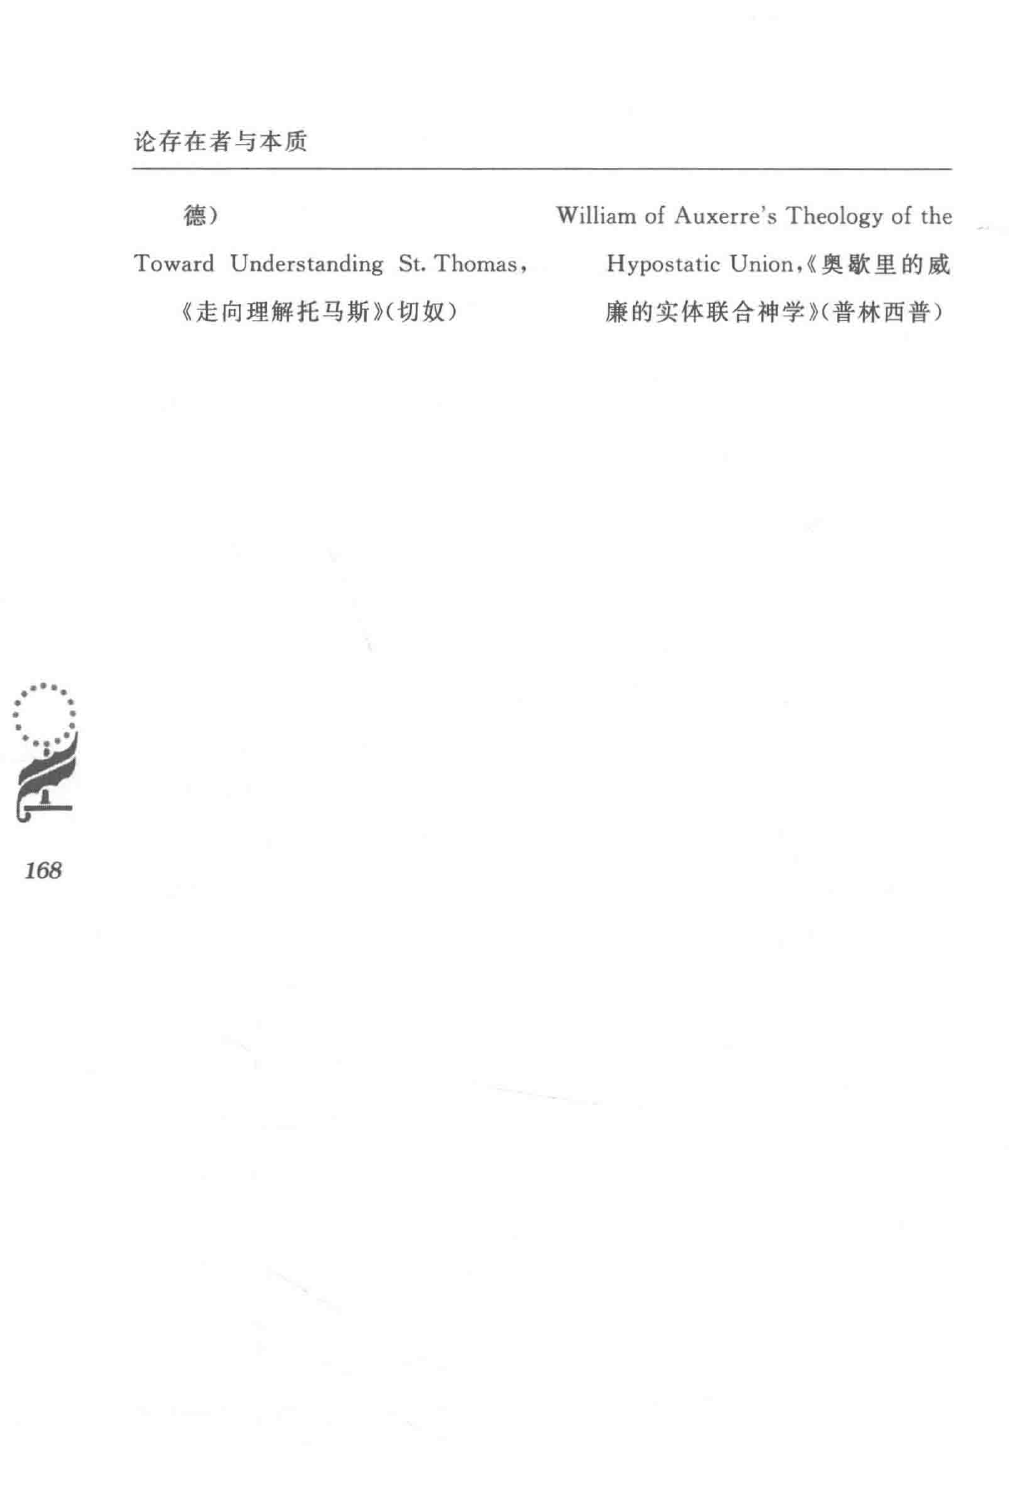 论存在者与本质
德）
Toward Understanding St. Thomas,
《走向理解托马斯》(切奴)
William of Auxerre's Theology of the
Hypostatic Union,《奥歇里的威
廉的实体联合神学》(普林西普)
168